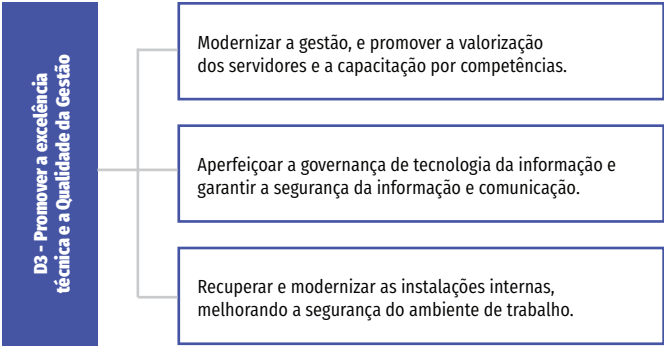 D3 - Promover a excelência
técnica e a Qualidade da Gestão
Modernizar a gestão, e promover a valorização
dos servidores e a capacitação por competências.
Aperfeiçoar a governança de tecnologia da informação e
garantir a segurança da informação e comunicação.
Recuperar e modernizar as instalações internas,
melhorando a segurança do ambiente de trabalho.